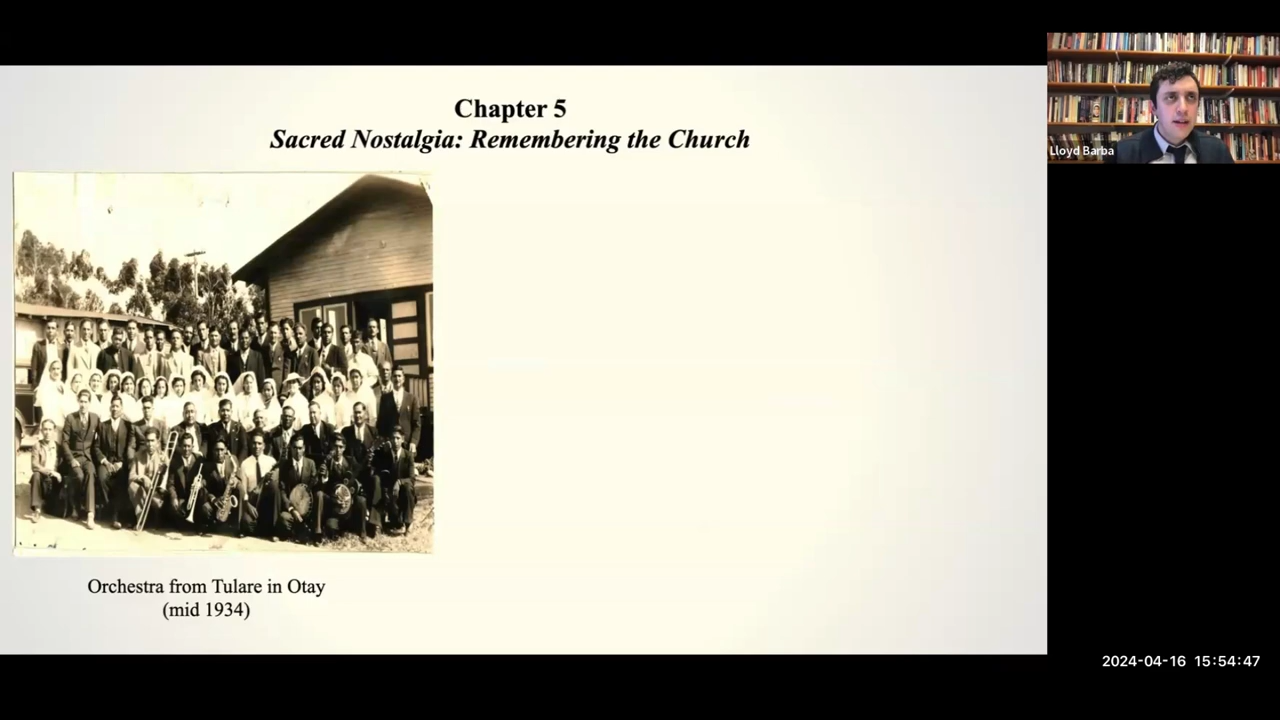 Chapter 5
Sacred Nostalgia: Remembering the Church
Orchestra from Tulare in Otay
(mid 1934)
Lloyd Barba
2024-04-16 15:54:47